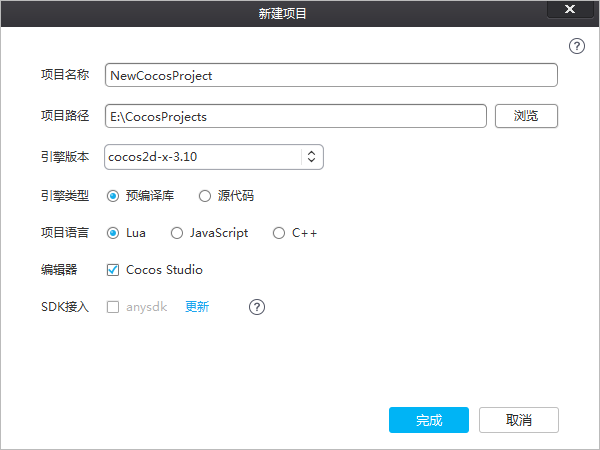 新建项目
?
项目名称 NewCocosProject
项目路径 E:\CocosProjects 浏览
引擎版本 cocos2d-x-3.10
引擎类型 预编译库 源代码
项目语言 Lua JavaScript C++
编辑器 Cocos Studio
SDK接入 anysdk 更新 ?
完成 取消